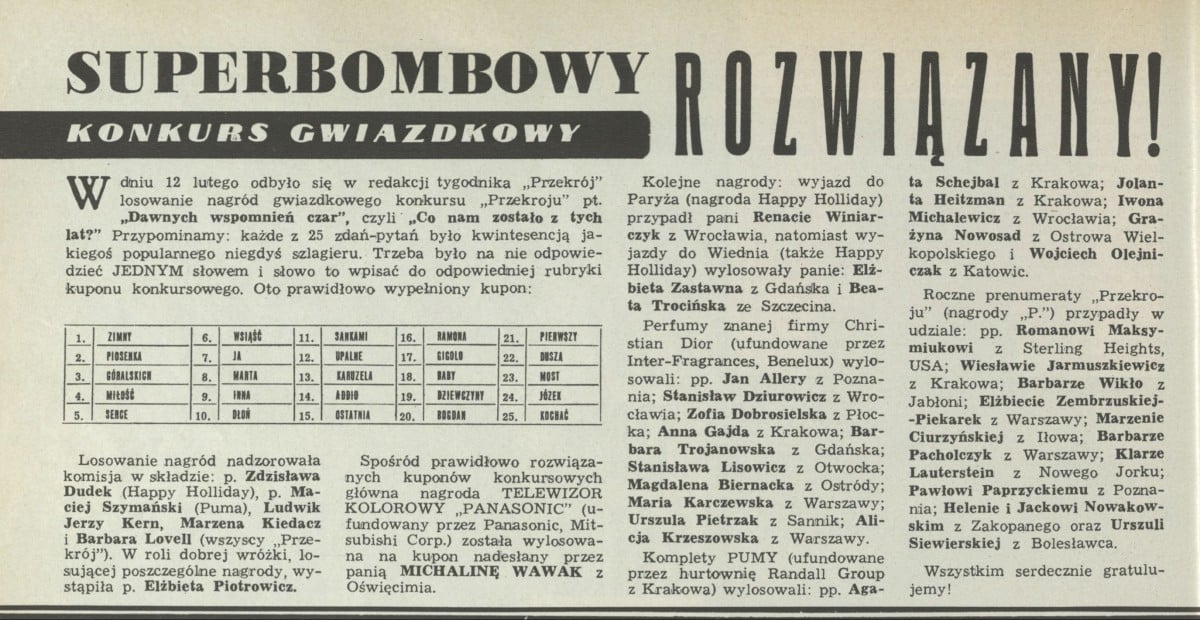 SUPERBOMBOWY
KONKURS GWIAZDKOWY
ROZWIĄZANY!
W dniu 12 lutego odbyło się w redakcji tygodnika „Przekrój"
losowanie nagród gwiazdkowego konkursu „Przekroju" pt.
„Dawnych wspomnień czar", czyli „Co nam zostało z tych
lat?" Przypominamy: każde z 25 zdań-pytań było kwintesencją ja-
kiegoś popularnego niegdyś szlagieru. Trzeba było na nie odpowie-
dzieć JEDNYM słowem i słowo to wpisać do odpowiedniej rubryki
kuponu konkursowego. Oto prawidłowo wypełniony kupon:
1. ZIMNY 6. WSIĄŚĆ 11. SANKAMI 16. RAMONA 21. PIERWSZY
2. PIOSENKA 7. JA 12. UPALNE 17. GIGOLO 22. DUSZA
3. GÓRALSKICH 8. MARTA 13. KARUZELA 18. BABY 23. MOST
4. MIŁOŚĆ 9. INNA 14. ADDIO 19. DZIEWCZYNY 24. JÓZEK
5. SERCE 10. DŁOŃ 15. OSTATNIA 20. BOGDAN 25. KOCHAĆ
Losowanie nagród nadzorowała
komisja w składzie: p. Zdzisława
Dudek (Happy Holliday), p. Ma-
ciej Szymański (Puma), Ludwik
Jerzy Kern, Marzena Kiedacz
i Barbara Lovell (wszyscy „Prze-
krój"). W roli dobrej wróżki, lo-
sującej poszczególne nagrody, wy-
stąpiła p. Elżbieta Piotrowicz.
Spośród prawidłowo rozwiąza-
nych kuponów konkursowych
główna nagroda TELEWIZOR
KOLOROWY „PANASONIC" (u-
fundowany przez Panasonic, Mit-
subishi Corp.) została wylosowa-
na na kupon nadesłany przez
panią MICHALINĘ WAWAK z
Oświęcimia.
Kolejne nagrody: wyjazd do
Paryża (nagroda Happy Holliday)
przypadł pani Renacie Winiar-
czyk z Wrocławia, natomiast wy-
jazdy do Wiednia (także Happy
Holliday) wylosowały panie: Elż-
bieta Zastawna z Gdańska i Bea-
ta Trocińska ze Szczecina.
Perfumy znanej firmy Chri-
stian Dior (ufundowane przez
Inter-Fragrances, Benelux) wylo-
sowali: pp. Jan Allery z Pozna-
nia; Stanisław Dziurowicz z Wro-
cławia; Zofia Dobrosielska z Płoc-
ka; Anna Gajda z Krakowa; Bar-
bara Trojanowska z Gdańska;
Stanisława Lisowicz z Otwocka;
Magdalena Biernacka z Ostródy;
Maria Karczewska z Warszawy;
Urszula Pietrzak z Sannik; Ali-
cja Krzeszowska z Warszawy.
Komplety PUMY (ufundowane
przez hurtownię Randall Group
z Krakowa) wylosowali: pp. Aga-
ta Schejbal z Krakowa; Jolan-
ta Heitzman z Krakowa; Iwona
Michalewicz z Wrocławia; Gra-
żyna Nowosad z Ostrowa Wiel-
kopolskiego i Wojciech Olejni-
czak z Katowic.
Roczne prenumeraty „Przekro-
ju" (nagrody „P.") przypadły w
udziale: pp. Romanowi Maksy-
miukowi z Sterling Heights,
USA; Wiesławie Jarmuszkiewicz
z Krakowa; Barbarze Wikło z
Jabłoni; Elżbiecie Zembrzuskiej-
-Piekarek z Warszawy; Marzenie
Ciurzyńskiej z Iłowa; Barbarze
Pacholczyk z Warszawy; Klarze
Lauterstein z Nowego Jorku;
Pawłowi Paprzyckiemu z Pozna-
nia; Helenie i Jackowi Nowakow-
skim z Zakopanego oraz Urszuli
Siewierskiej z Bolesławca.
Wszystkim serdecznie gratulu-
jemy!